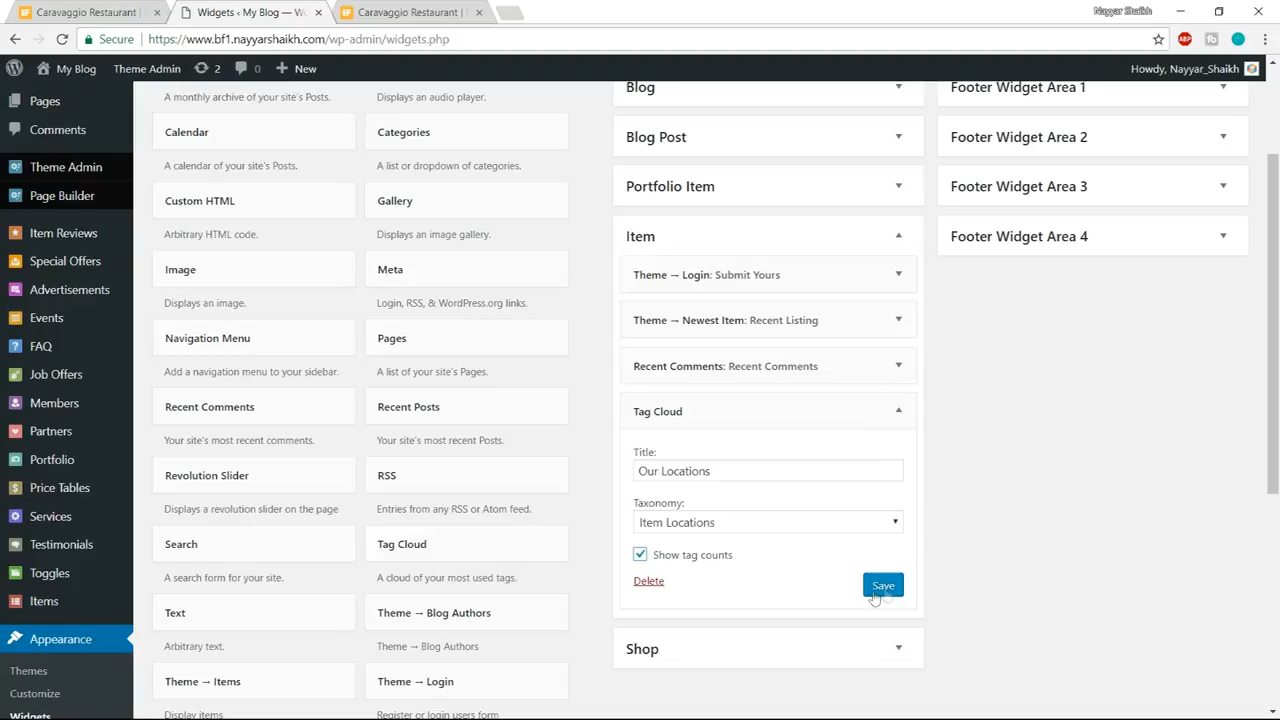 Caravaggio Restaurant |
Widgets ‹ My Blog — Wo
Caravaggio Restaurant |
Nayyar Shaikh
Secure
https://www.bf1.nayyarshaikh.com/wp-admin/widgets.php
My Blog
Theme Admin
2
0
New
Howdy, Nayyar_Shaikh
Pages
Comments
Theme Admin
Page Builder
Item Reviews
Special Offers
Advertisements
Events
FAQ
Job Offers
Members
Partners
Portfolio
Price Tables
Services
Testimonials
Toggles
Items
Appearance
Themes
Customize
Widgets
A monthly archive of your site's Posts.
Displays an audio player.
Calendar
Categories
A calendar of your site's Posts.
A list or dropdown of categories.
Custom HTML
Gallery
Arbitrary HTML code.
Displays an image gallery.
Image
Meta
Displays an image.
Login, RSS, & WordPress.org links.
Navigation Menu
Pages
Add a navigation menu to your sidebar.
A list of your site's Pages.
Recent Comments
Recent Posts
Your site's most recent comments.
Your site's most recent Posts.
Revolution Slider
RSS
Displays a revolution slider on the page
Entries from any RSS or Atom feed.
Search
Tag Cloud
A search form for your site.
A cloud of your most used tags.
Text
Theme → Blog Authors
Arbitrary text.
Theme → Blog Authors
Theme → Items
Theme → Login
Display items
Register or login users form
Blog
Blog Post
Portfolio Item
Item
Theme → Login: Submit Yours
Theme → Newest Item: Recent Listing
Recent Comments: Recent Comments
Tag Cloud
Title:
Our Locations
Taxonomy:
Item Locations
Show tag counts
Delete
Save
Shop
Footer Widget Area 1
Footer Widget Area 2
Footer Widget Area 3
Footer Widget Area 4